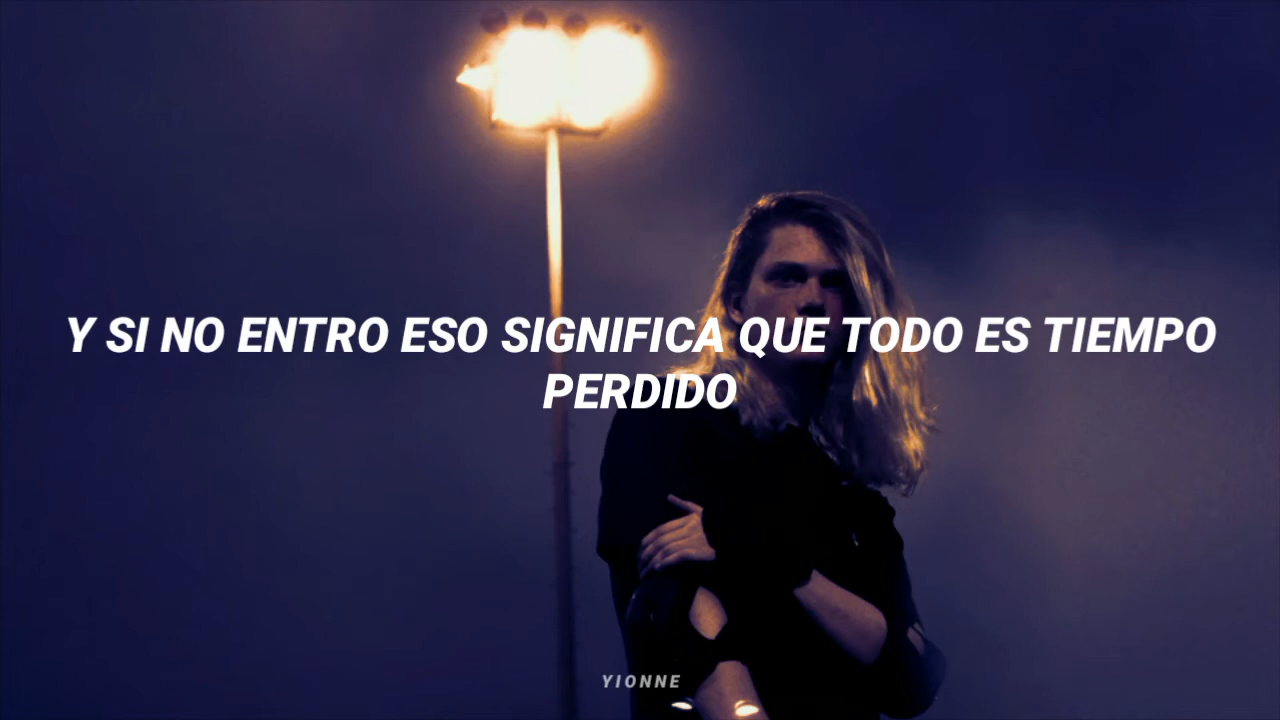 Y SI NO ENTRO ESO SIGNIFICA QUE TODO ES TIEMPO
PERDIDO
YIONNE